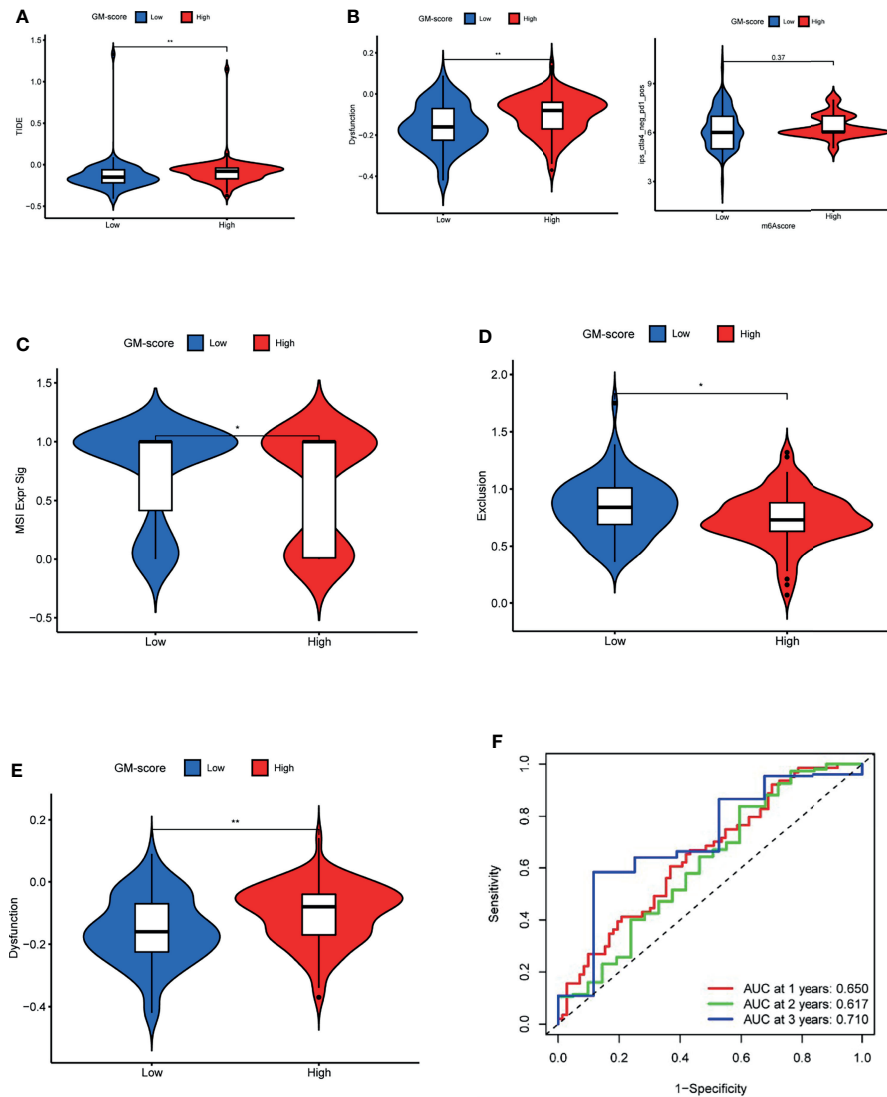 A
GM-score Low High
**
TIDE
1.5
1.0
0.5
0.0
−0.5
Low High
B
GM-score Low High
**
Dysfunction
0.2
0.0
−0.2
−0.4
Low High
GM-score Low High
0.37
ips_ctla4_neg_pd1_pos
9
6
3
Low High
m6Ascore
C
GM-score Low High
*
MSI Expr Sig
1.5
1.0
0.5
0.0
−0.5
Low High
D
GM-score Low High
*
Exclusion
2.0
1.5
1.0
0.5
0.0
Low High
E
GM-score Low High
**
Dysfunction
0.2
0.0
−0.2
−0.4
Low High
F
Sensitivity
1.0
0.8
0.6
0.4
0.2
0.0
AUC at 1 years: 0.650
AUC at 2 years: 0.617
AUC at 3 years: 0.710
0.0 0.2 0.4 0.6 0.8 1.0
1−Specificity